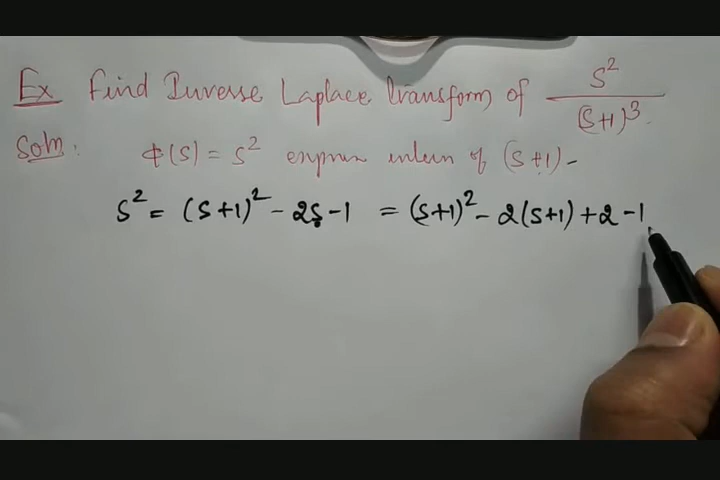 Ex Find Inverse Laplace Transform of s²/(s+1)³.
Soln: φ(s) = s² express interm of (s+1)-
s² = (s+1)² - 2s - 1 = (s+1)² - 2(s+1) + 2 - 1